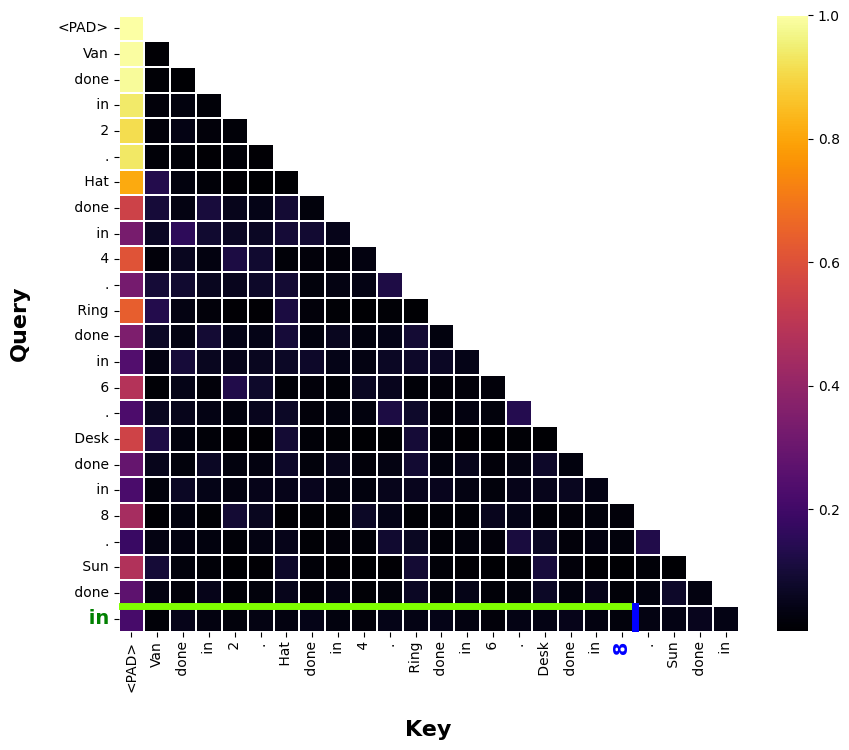 <PAD>
Van
done
in
2
.
Hat
done
in
4
.
Ring
done
in
6
.
Desk
done
in
8
.
Sun
done
in
Query
<PAD>
Van
done
in
2
.
Hat
done
in
4
.
Ring
done
in
6
.
Desk
done
in
8
.
Sun
done
in
Key
1.0
0.8
0.6
0.4
0.2